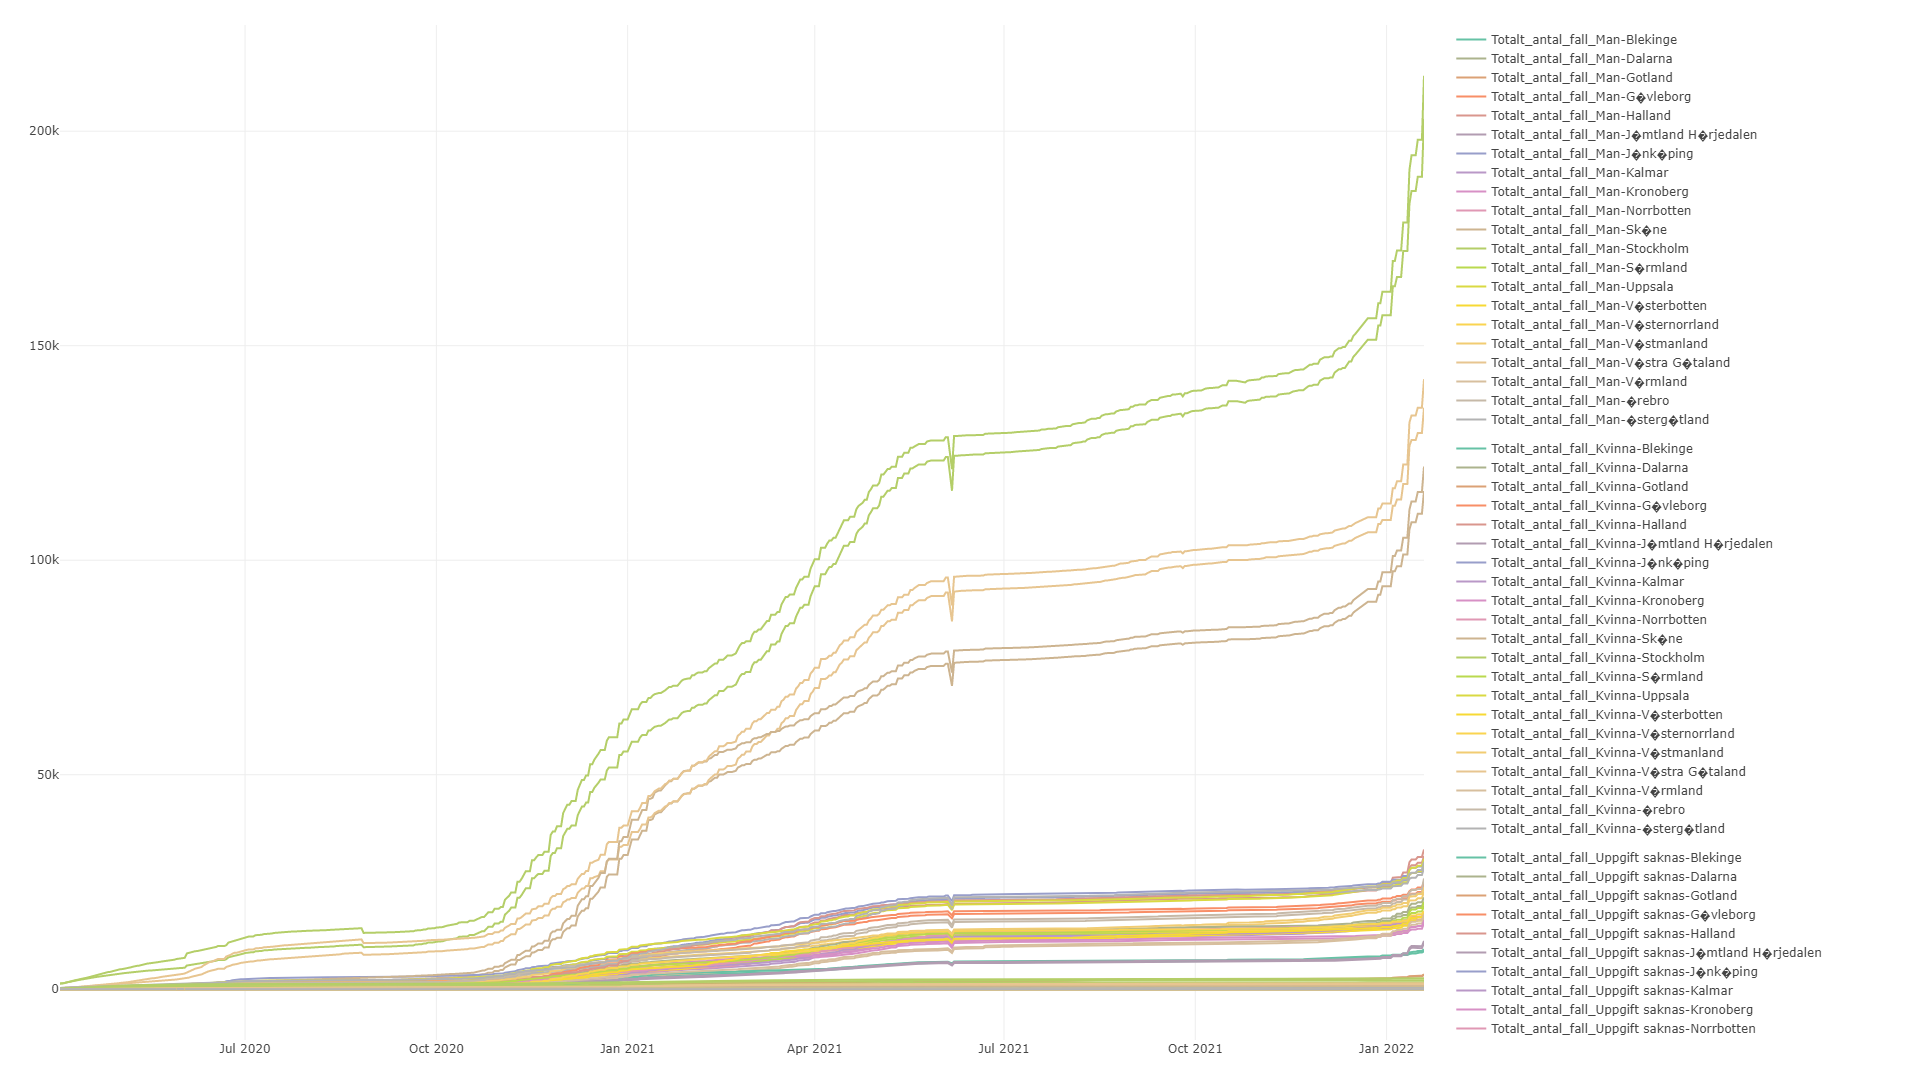 200k
150k
100k
50k
0
Jul 2020
Oct 2020
Jan 2021
Apr 2021
Jul 2021
Oct 2021
Jan 2022
Totalt_antal_fall_Man-Blekinge
Totalt_antal_fall_Man-Dalarna
Totalt_antal_fall_Man-Gotland
Totalt_antal_fall_Man-G�vleborg
Totalt_antal_fall_Man-Halland
Totalt_antal_fall_Man-J�mtland H�rjedalen
Totalt_antal_fall_Man-J�nk�ping
Totalt_antal_fall_Man-Kalmar
Totalt_antal_fall_Man-Kronoberg
Totalt_antal_fall_Man-Norrbotten
Totalt_antal_fall_Man-Sk�ne
Totalt_antal_fall_Man-Stockholm
Totalt_antal_fall_Man-S�rmland
Totalt_antal_fall_Man-Uppsala
Totalt_antal_fall_Man-V�sterbotten
Totalt_antal_fall_Man-V�sternorrland
Totalt_antal_fall_Man-V�stmanland
Totalt_antal_fall_Man-V�stra G�taland
Totalt_antal_fall_Man-V�rmland
Totalt_antal_fall_Man-�rebro
Totalt_antal_fall_Man-�sterg�tland
Totalt_antal_fall_Kvinna-Blekinge
Totalt_antal_fall_Kvinna-Dalarna
Totalt_antal_fall_Kvinna-Gotland
Totalt_antal_fall_Kvinna-G�vleborg
Totalt_antal_fall_Kvinna-Halland
Totalt_antal_fall_Kvinna-J�mtland H�rjedalen
Totalt_antal_fall_Kvinna-J�nk�ping
Totalt_antal_fall_Kvinna-Kalmar
Totalt_antal_fall_Kvinna-Kronoberg
Totalt_antal_fall_Kvinna-Norrbotten
Totalt_antal_fall_Kvinna-Sk�ne
Totalt_antal_fall_Kvinna-Stockholm
Totalt_antal_fall_Kvinna-S�rmland
Totalt_antal_fall_Kvinna-Uppsala
Totalt_antal_fall_Kvinna-V�sterbotten
Totalt_antal_fall_Kvinna-V�sternorrland
Totalt_antal_fall_Kvinna-V�stmanland
Totalt_antal_fall_Kvinna-V�stra G�taland
Totalt_antal_fall_Kvinna-V�rmland
Totalt_antal_fall_Kvinna-�rebro
Totalt_antal_fall_Kvinna-�sterg�tland
Totalt_antal_fall_Uppgift saknas-Blekinge
Totalt_antal_fall_Uppgift saknas-Dalarna
Totalt_antal_fall_Uppgift saknas-Gotland
Totalt_antal_fall_Uppgift saknas-G�vleborg
Totalt_antal_fall_Uppgift saknas-Halland
Totalt_antal_fall_Uppgift saknas-J�mtland H�rjedalen
Totalt_antal_fall_Uppgift saknas-J�nk�ping
Totalt_antal_fall_Uppgift saknas-Kalmar
Totalt_antal_fall_Uppgift saknas-Kronoberg
Totalt_antal_fall_Uppgift saknas-Norrbotten